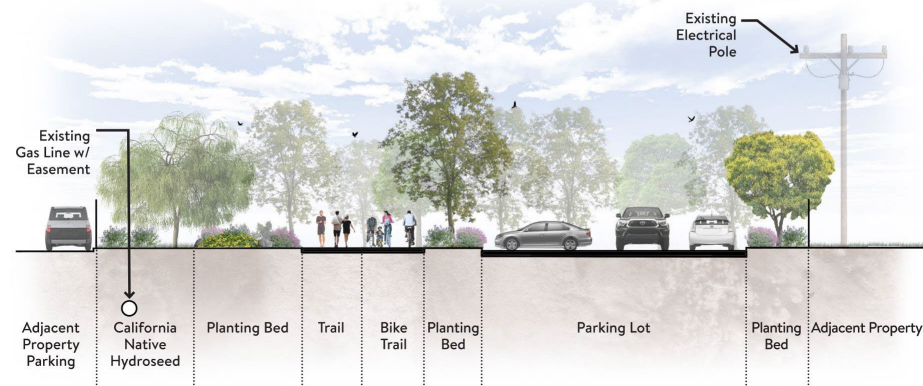 Existing
Electrical
Pole
Existing
Gas Line w/
Easement
Adjacent
Property
Parking
California
Native
Hydroseed
Planting Bed
Trail
Bike
Trail
Planting
Bed
Parking Lot
Planting
Bed
Adjacent Property